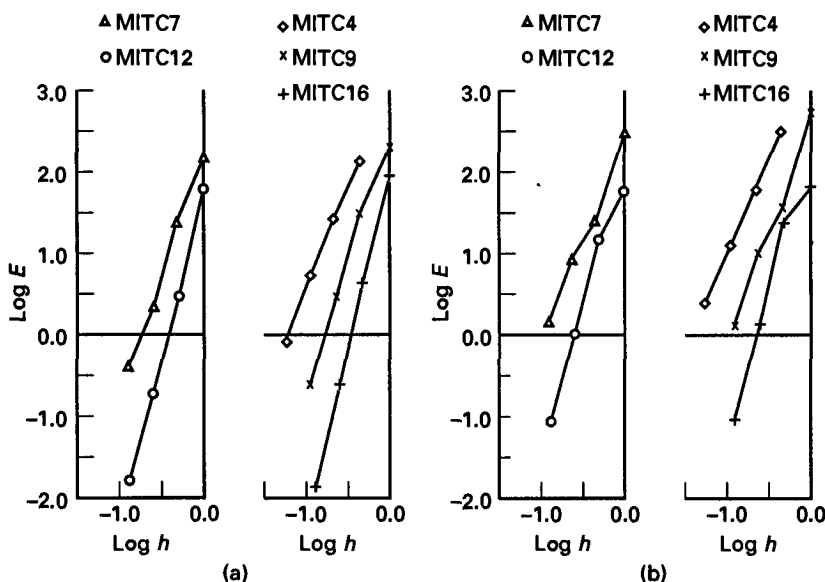 MITC7 MITC4 MITC7 MITC4
MITC12 MITC9 MITC12 MITC9
MITC16 MITC16
3.0 3.0
2.0 2.0
1.0 1.0
0.0 0.0
−1.0 −1.0
−2.0 −2.0
Log E Log E
−1.0 0.0 −1.0 0.0 −1.0 0.0 −1.0 0.0
Log h Log h Log h Log h
(a) (b)